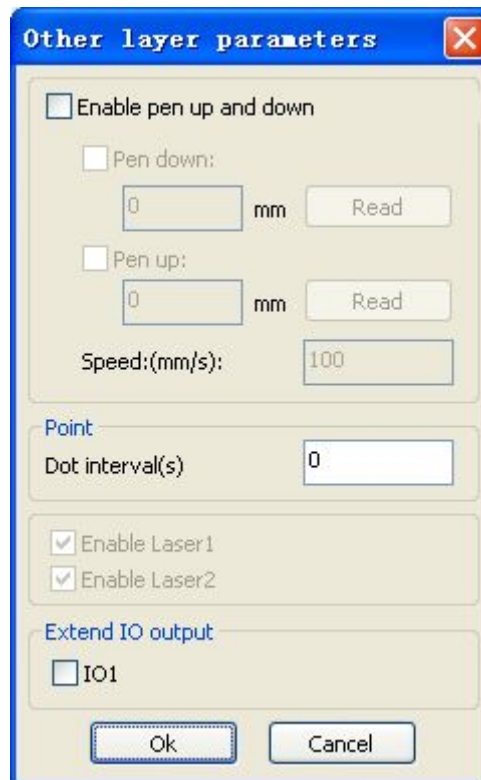 Other layer parameters
Enable pen up and down
Pen down:
0 mm Read
Pen up:
0 mm Read
Speed:(mm/s): 100
Point
Dot interval(s) 0
Enable Laser1
Enable Laser2
Extend IO output
IO1
Ok Cancel